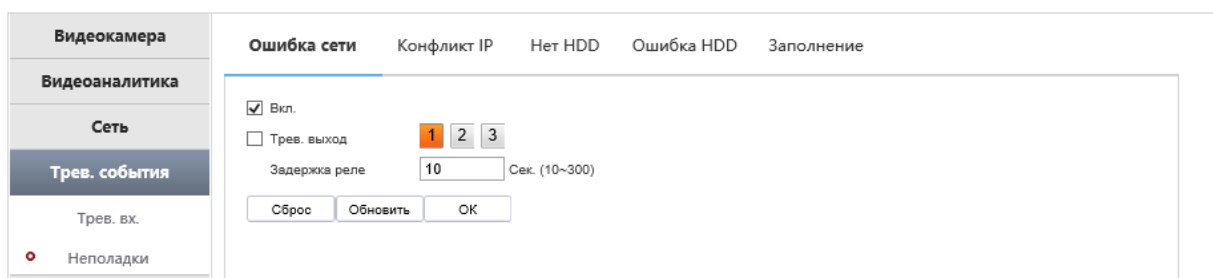 Видеокамера
Видеоаналитика
Сеть
Трев. события
Трев. вх.
Неполадки
Ошибка сети Конфликт IP Нет HDD Ошибка HDD Заполнение
Вкл.
Трев. выход 1 2 3
Задержка реле 10 Сек. (10~300)
Сброс Обновить ОК